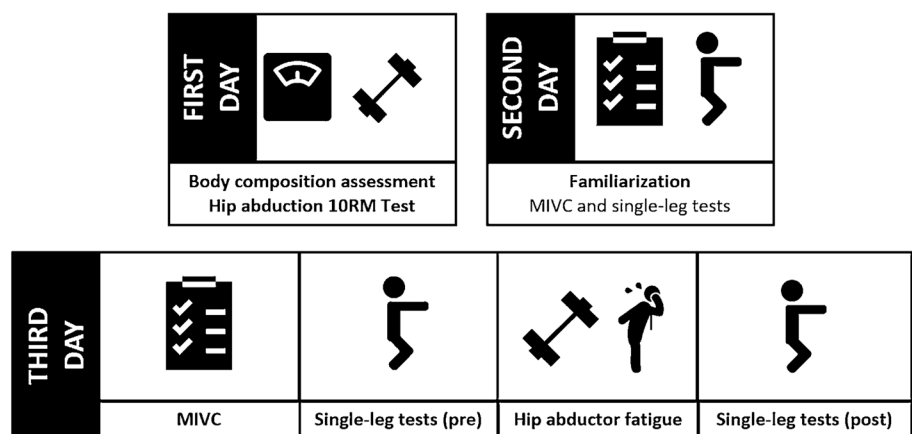 FIRST
DAY
Body composition assessment
Hip abduction 10RM Test
SECOND
DAY
Familiarization
MIVC and single-leg tests
THIRD
DAY
MIVC
Single-leg tests (pre)
Hip abductor fatigue
Single-leg tests (post)